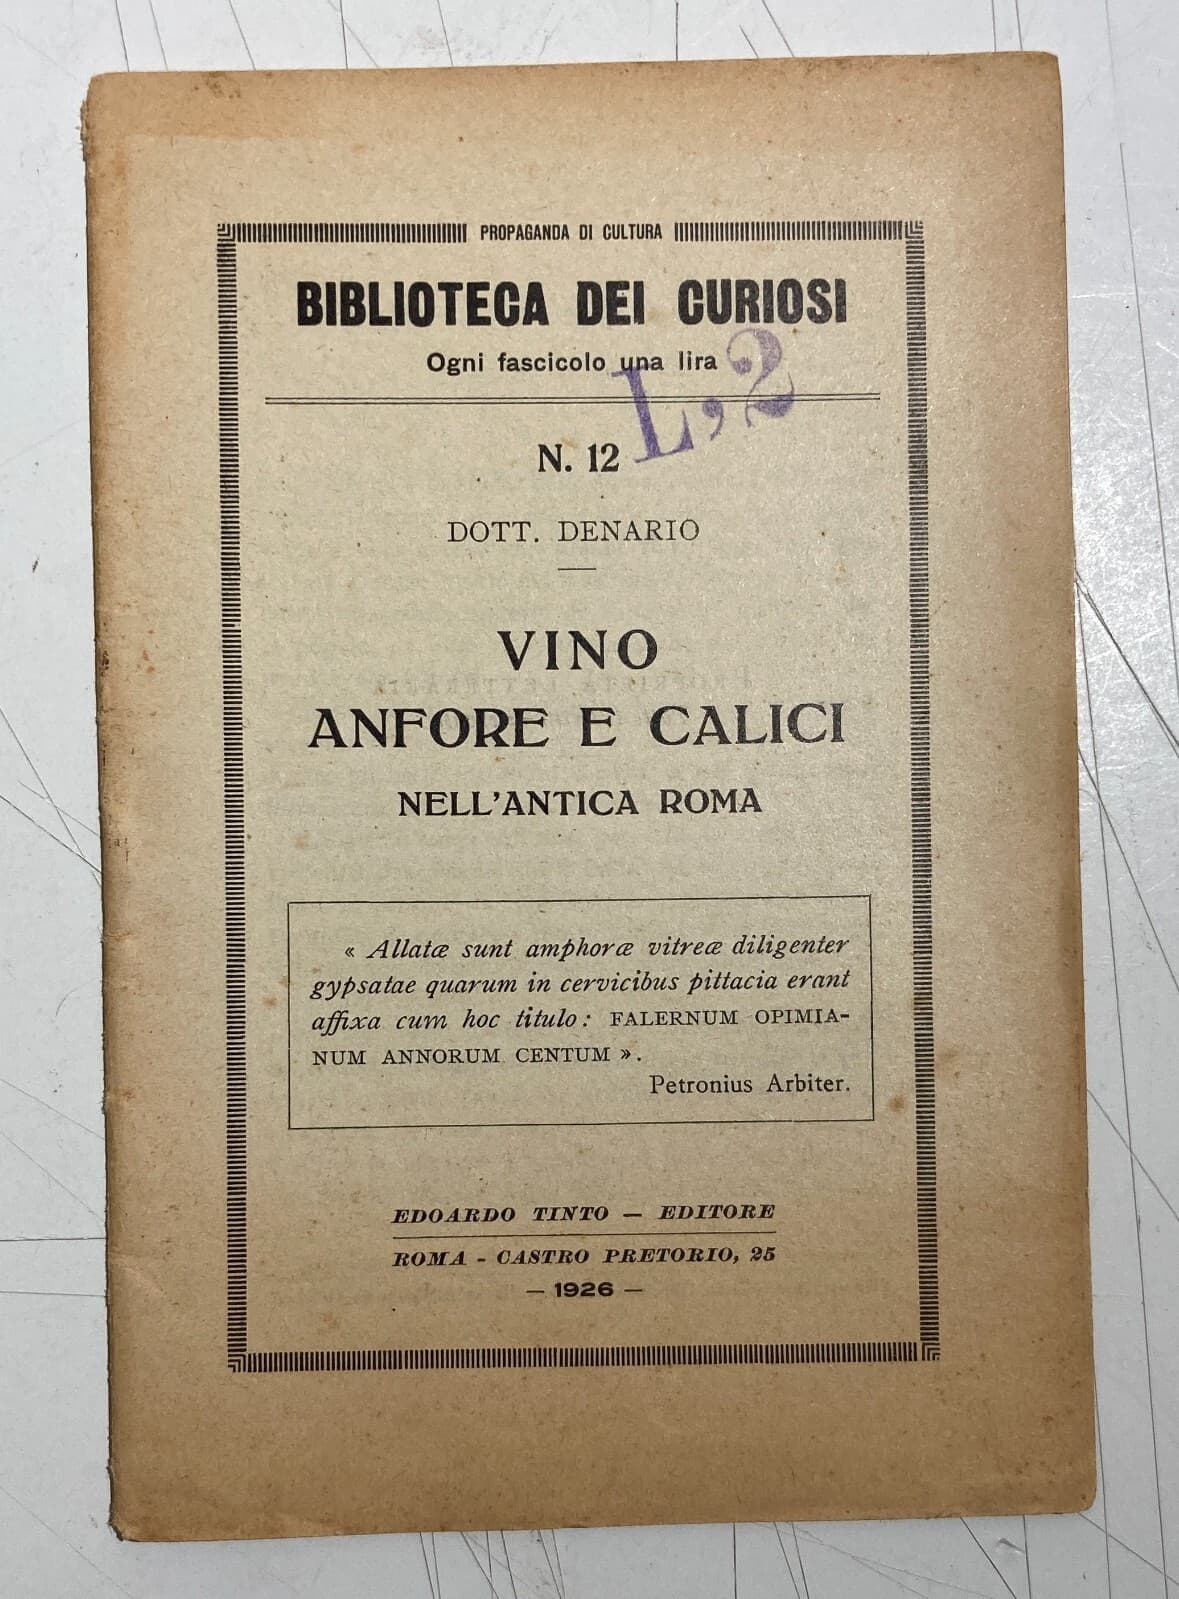 PROPAGANDA DI CULTURA
BIBLIOTECA DEI CURIOSI
Ogni fascicolo una lira
L,2
N. 12
DOTT. DENARIO
VINO
ANFORE E CALICI
NELL'ANTICA ROMA
« Allatæ sunt amphoræ vitreæ diligenter
gypsatae quarum in cervicibus pittacia erant
affixa cum hoc titulo: FALERNUM OPIMIA-
NUM ANNORUM CENTUM ».
Petronius Arbiter.
EDOARDO TINTO — EDITORE
ROMA - CASTRO PRETORIO, 25
— 1926 —